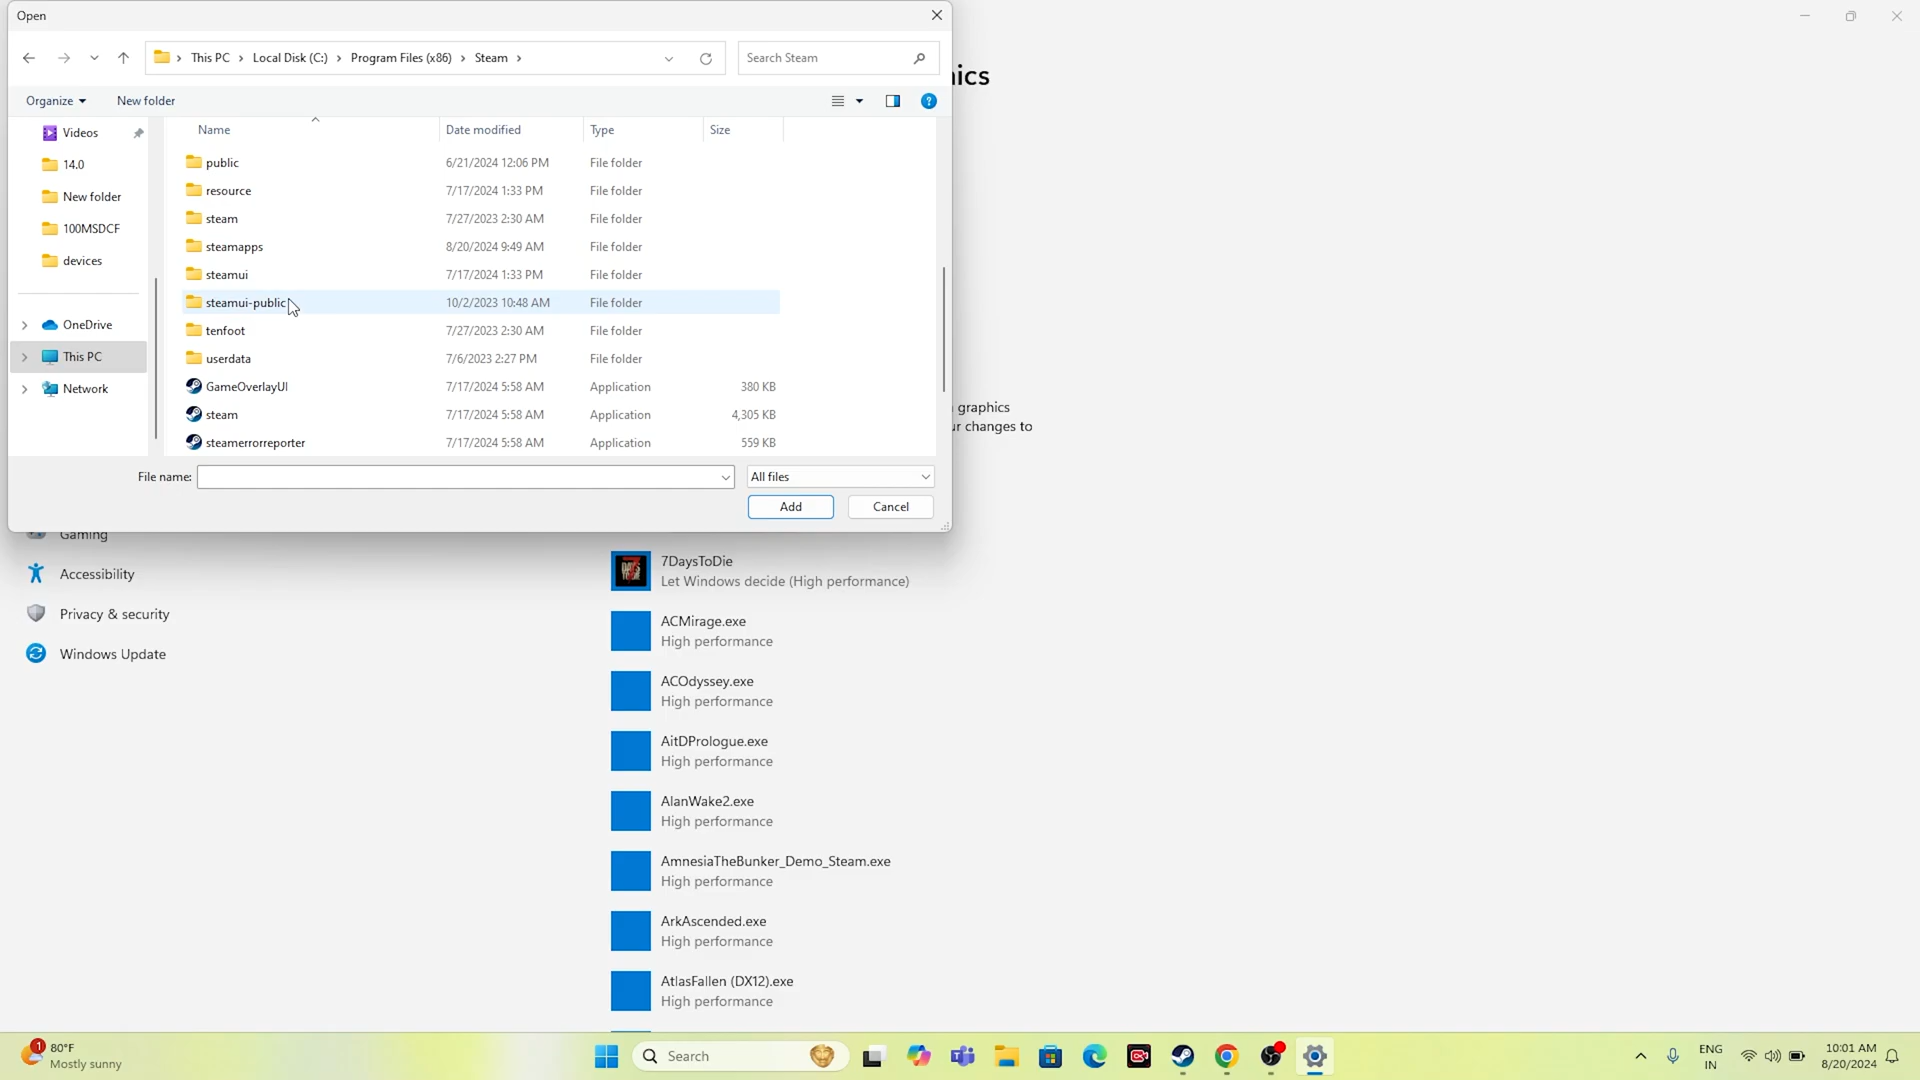 Open
This PC > Local Disk (C:) > Program Files (x86) > Steam >
Search Steam
Organize
New folder
Name
Date modified
Type
Size
Videos
14.0
New folder
100MSDCF
devices
OneDrive
This PC
Network
public 6/21/2024 12:06 PM File folder
resource 7/17/2024 1:33 PM File folder
steam 7/27/2023 2:30 AM File folder
steamapps 8/20/2024 9:49 AM File folder
steamui 7/17/2024 1:33 PM File folder
steamui-public 10/2/2023 10:48 AM File folder
tenfoot 7/27/2023 2:30 AM File folder
userdata 7/6/2023 2:27 PM File folder
GameOverlayUI 7/17/2024 5:58 AM Application 380 KB
steam 7/17/2024 5:58 AM Application 4,305 KB
steamerrorreporter 7/17/2024 5:58 AM Application 559 KB
File name:
All files
Add
Cancel
ics
graphics
ur changes to
Gaming
Accessibility
Privacy & security
Windows Update
7DaysToDie
Let Windows decide (High performance)
ACMirage.exe
High performance
ACOdyssey.exe
High performance
AitDPrologue.exe
High performance
AlanWake2.exe
High performance
AmnesiaTheBunker_Demo_Steam.exe
High performance
ArkAscended.exe
High performance
AtlasFallen (DX12).exe
High performance
1
80°F
Mostly sunny
Search
ENG
IN
10:01 AM
8/20/2024